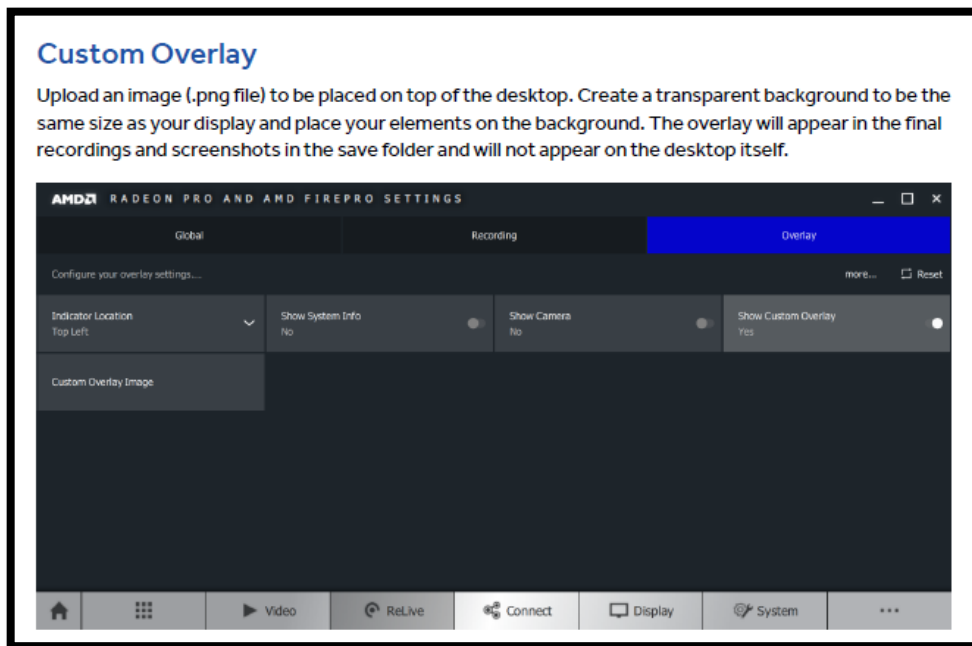 Custom Overlay
Upload an image (.png file) to be placed on top of the desktop. Create a transparent background to be the
same size as your display and place your elements on the background. The overlay will appear in the final
recordings and screenshots in the save folder and will not appear on the desktop itself.
AMD RADEON PRO AND AMD FIREPRO SETTINGS
Global Recording Overlay
Configure your overlay settings.... more... Reset
Indicator Location Show System Info Show Camera Show Custom Overlay
Top Left No No Yes
Custom Overlay Image
Video ReLive Connect Display System ...